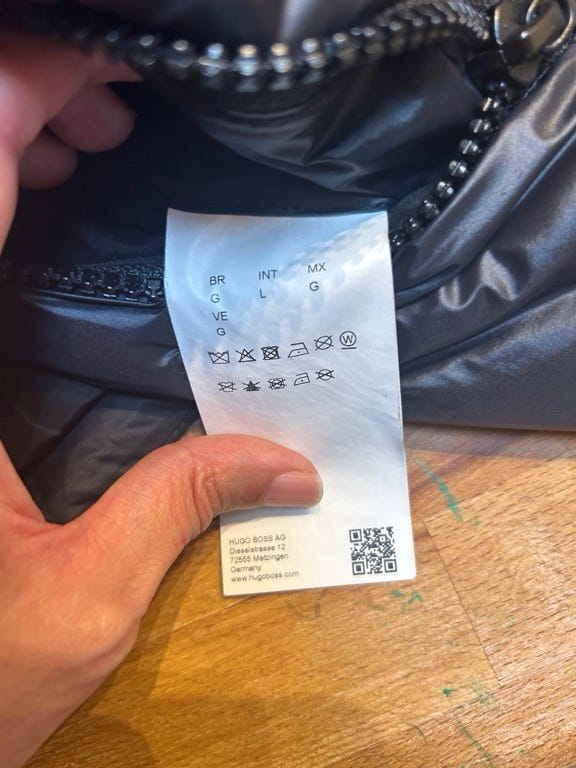 BR INT MX
G L G
VE
G
W
HUGO BOSS AG
Dieselstrasse 12
72555 Metzingen
Germany
www.hugoboss.com